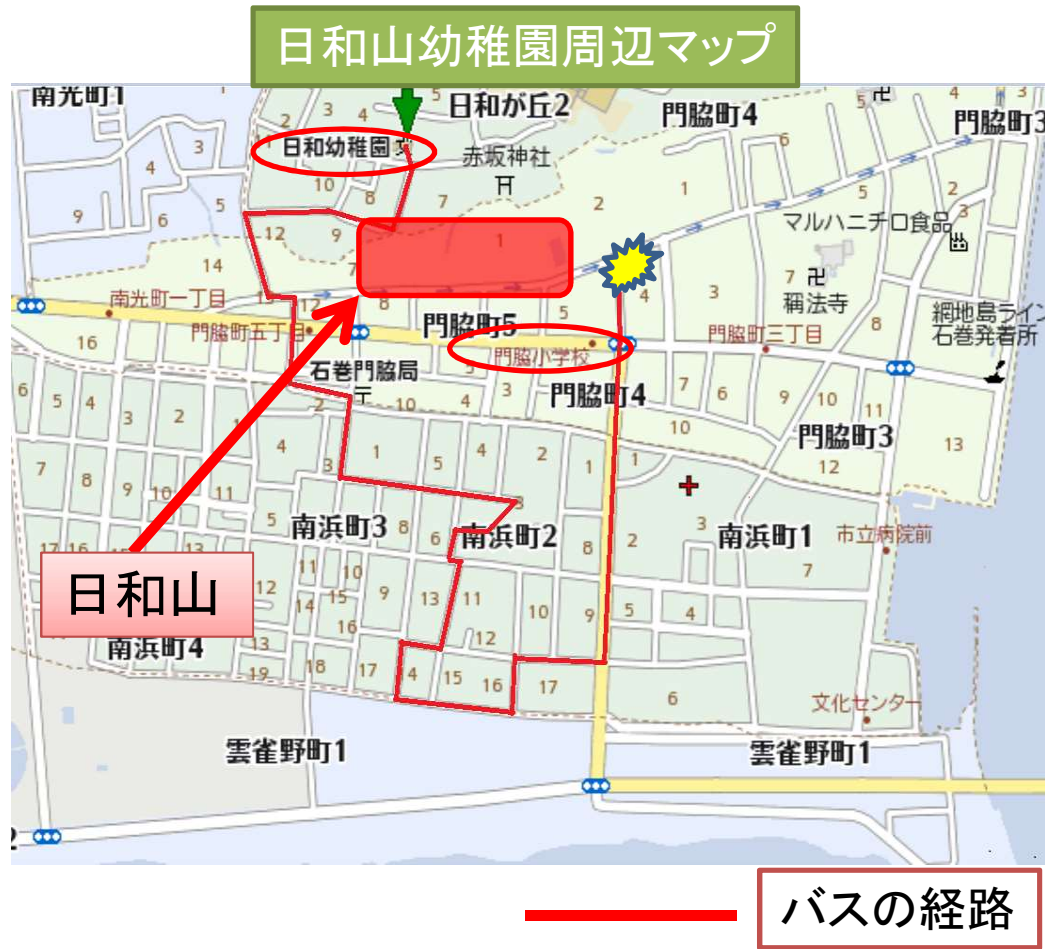 日和山幼稚園周辺マップ
南光町1
日和が丘2
門脇町4
門脇町3
日和幼稚園
赤坂神社
マルハニチロ食品
稱法寺
網地島ライン
石巻発着所
南光町一丁目
門脇町五丁目
門脇町5
門脇小学校
門脇町三丁目
石巻門脇局
門脇町4
門脇町3
南浜町3
南浜町2
南浜町1
市立病院前
日和山
南浜町4
文化センター
雲雀野町1
雲雀野町1
バスの経路